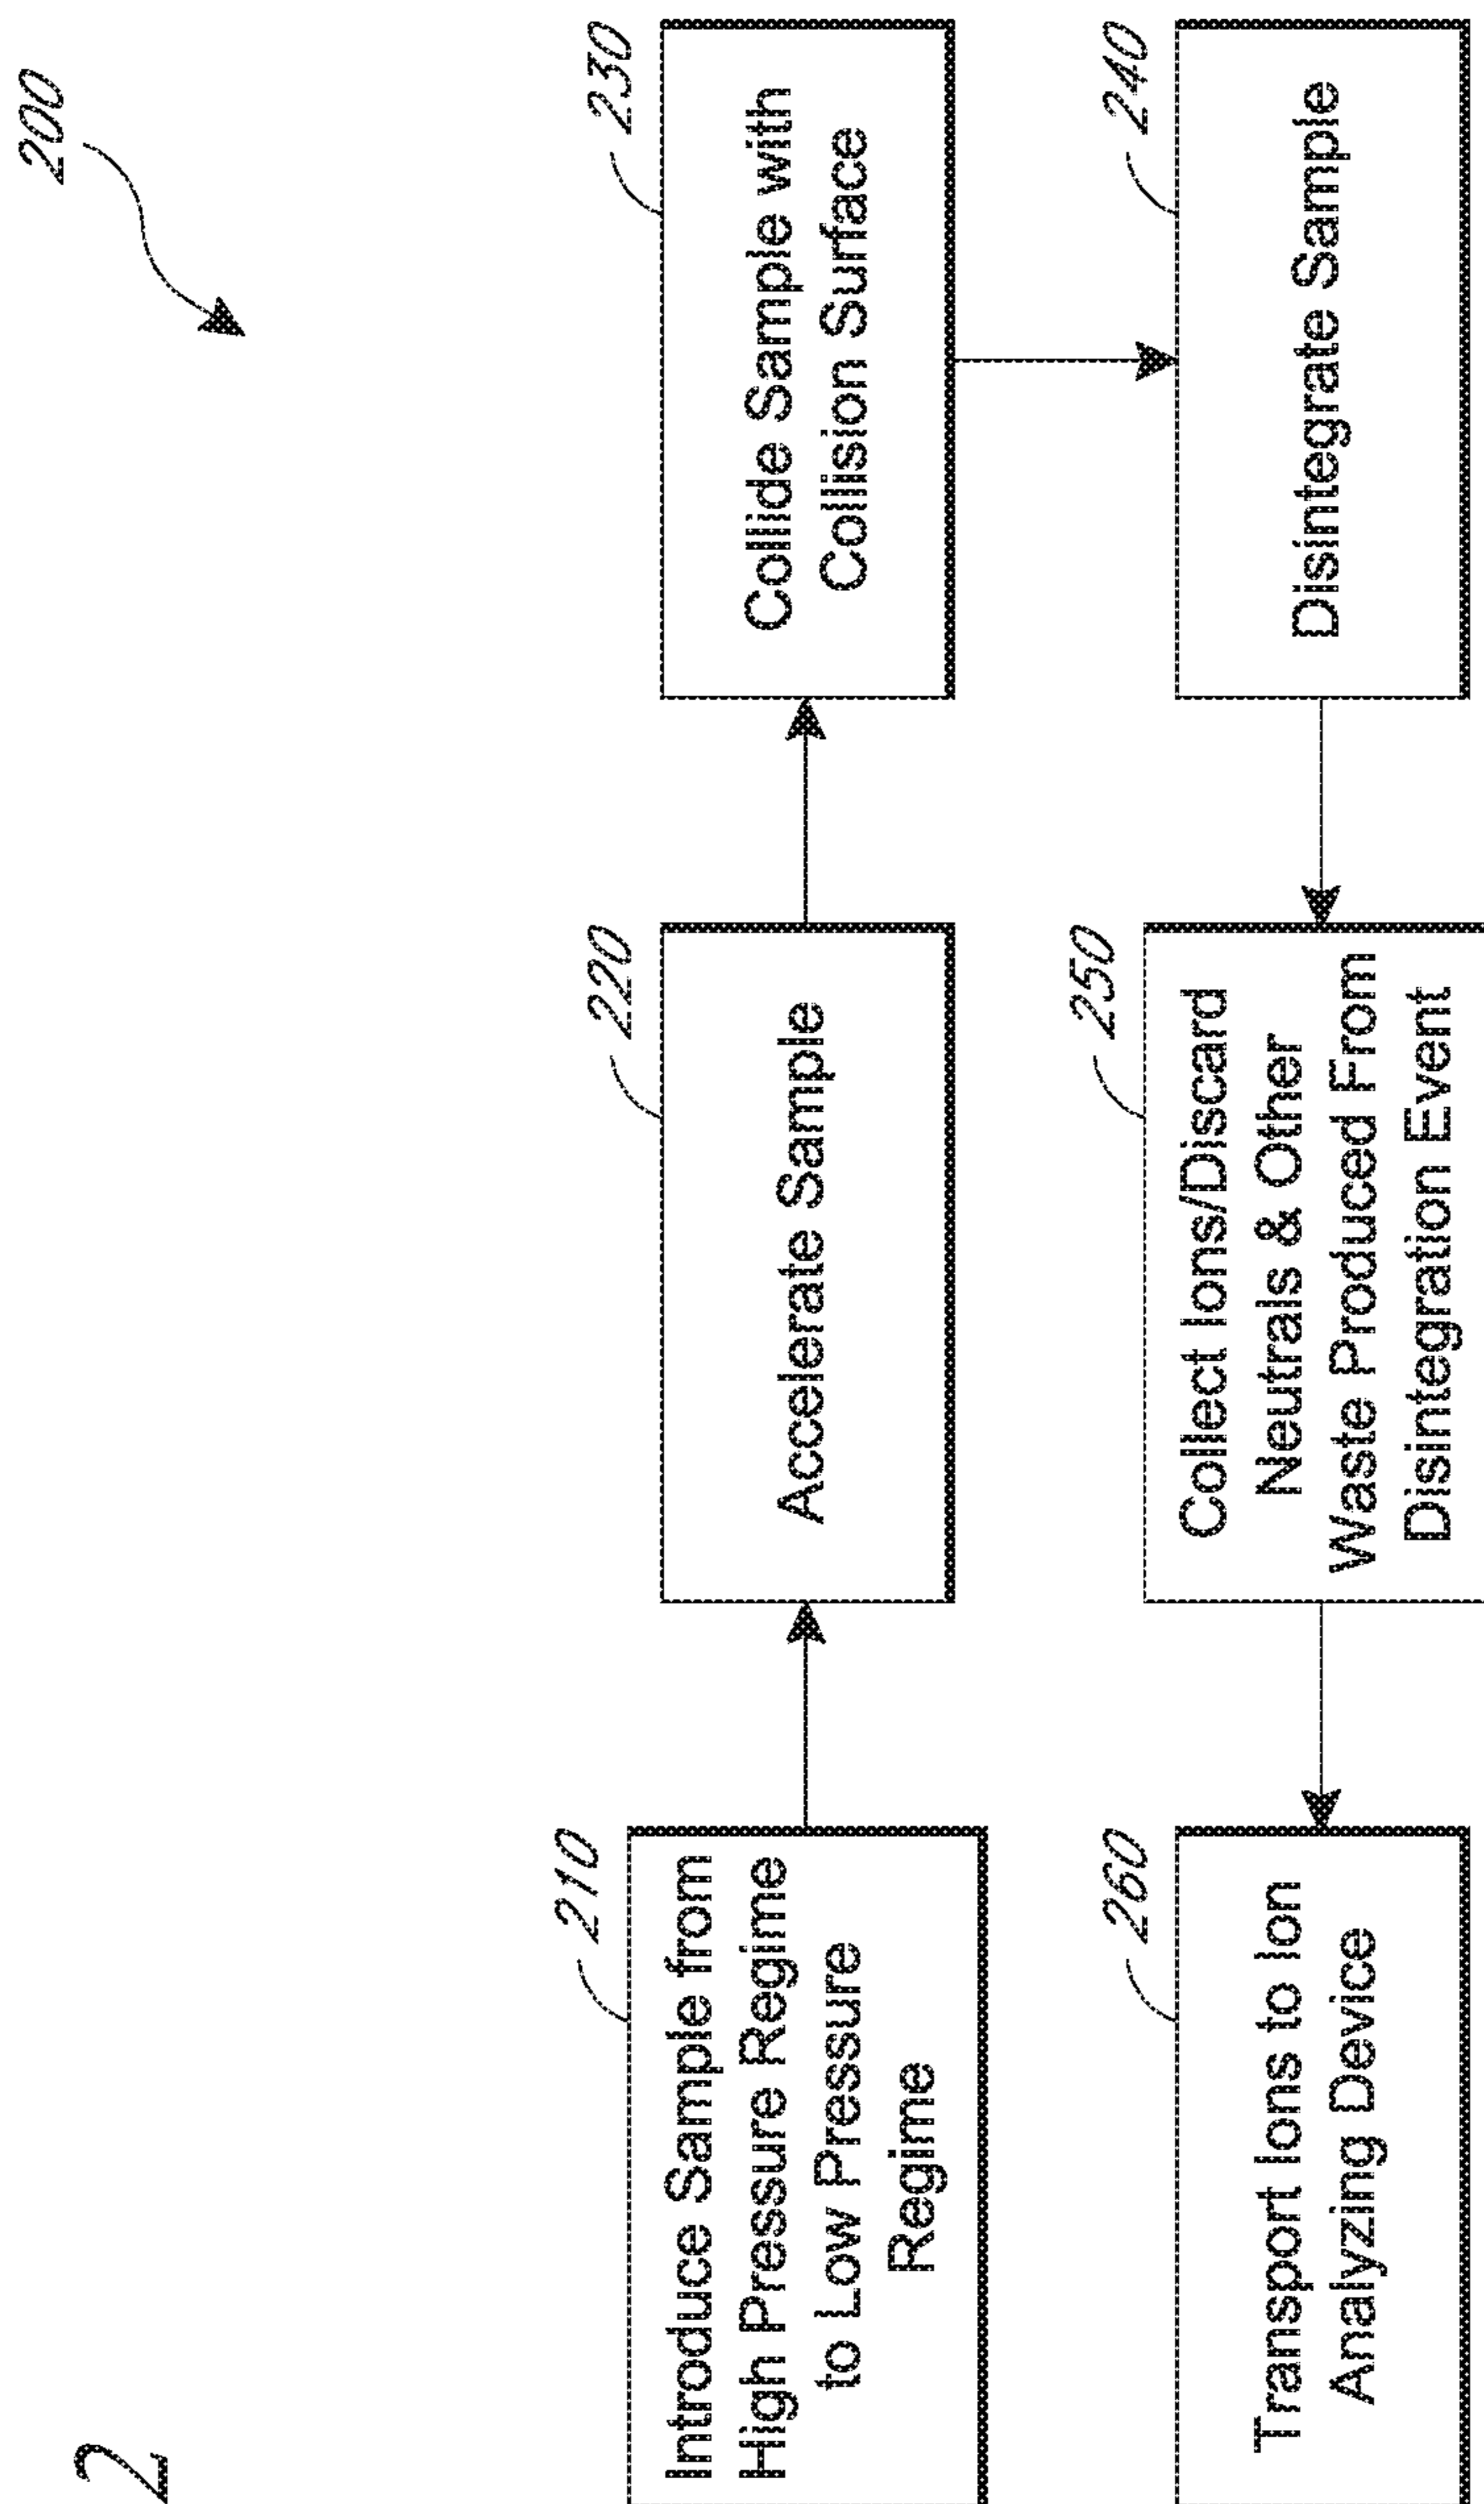 2
200
210
Introduce Sample from
High Pressure Regime
to Low Pressure
Regime
220
Accelerate Sample
230
Collide Sample with
Collision Surface
240
Disintegrate Sample
250
Collect Ions/Discard
Neutrals & Other
Waste Produced From
Disintegration Event
260
Transport Ions to Ion
Analyzing Device